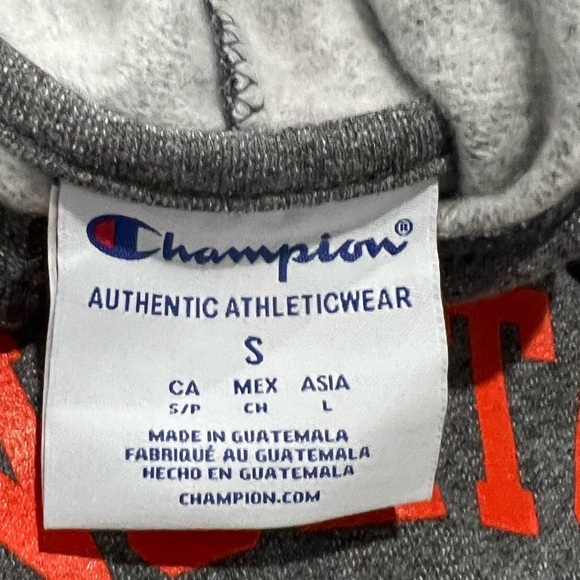 Champion®
AUTHENTIC ATHLETICWEAR
S
CA MEX ASIA
S/P CH L
MADE IN GUATEMALA
FABRIQUÉ AU GUATEMALA
HECHO EN GUATEMALA
CHAMPION.COM